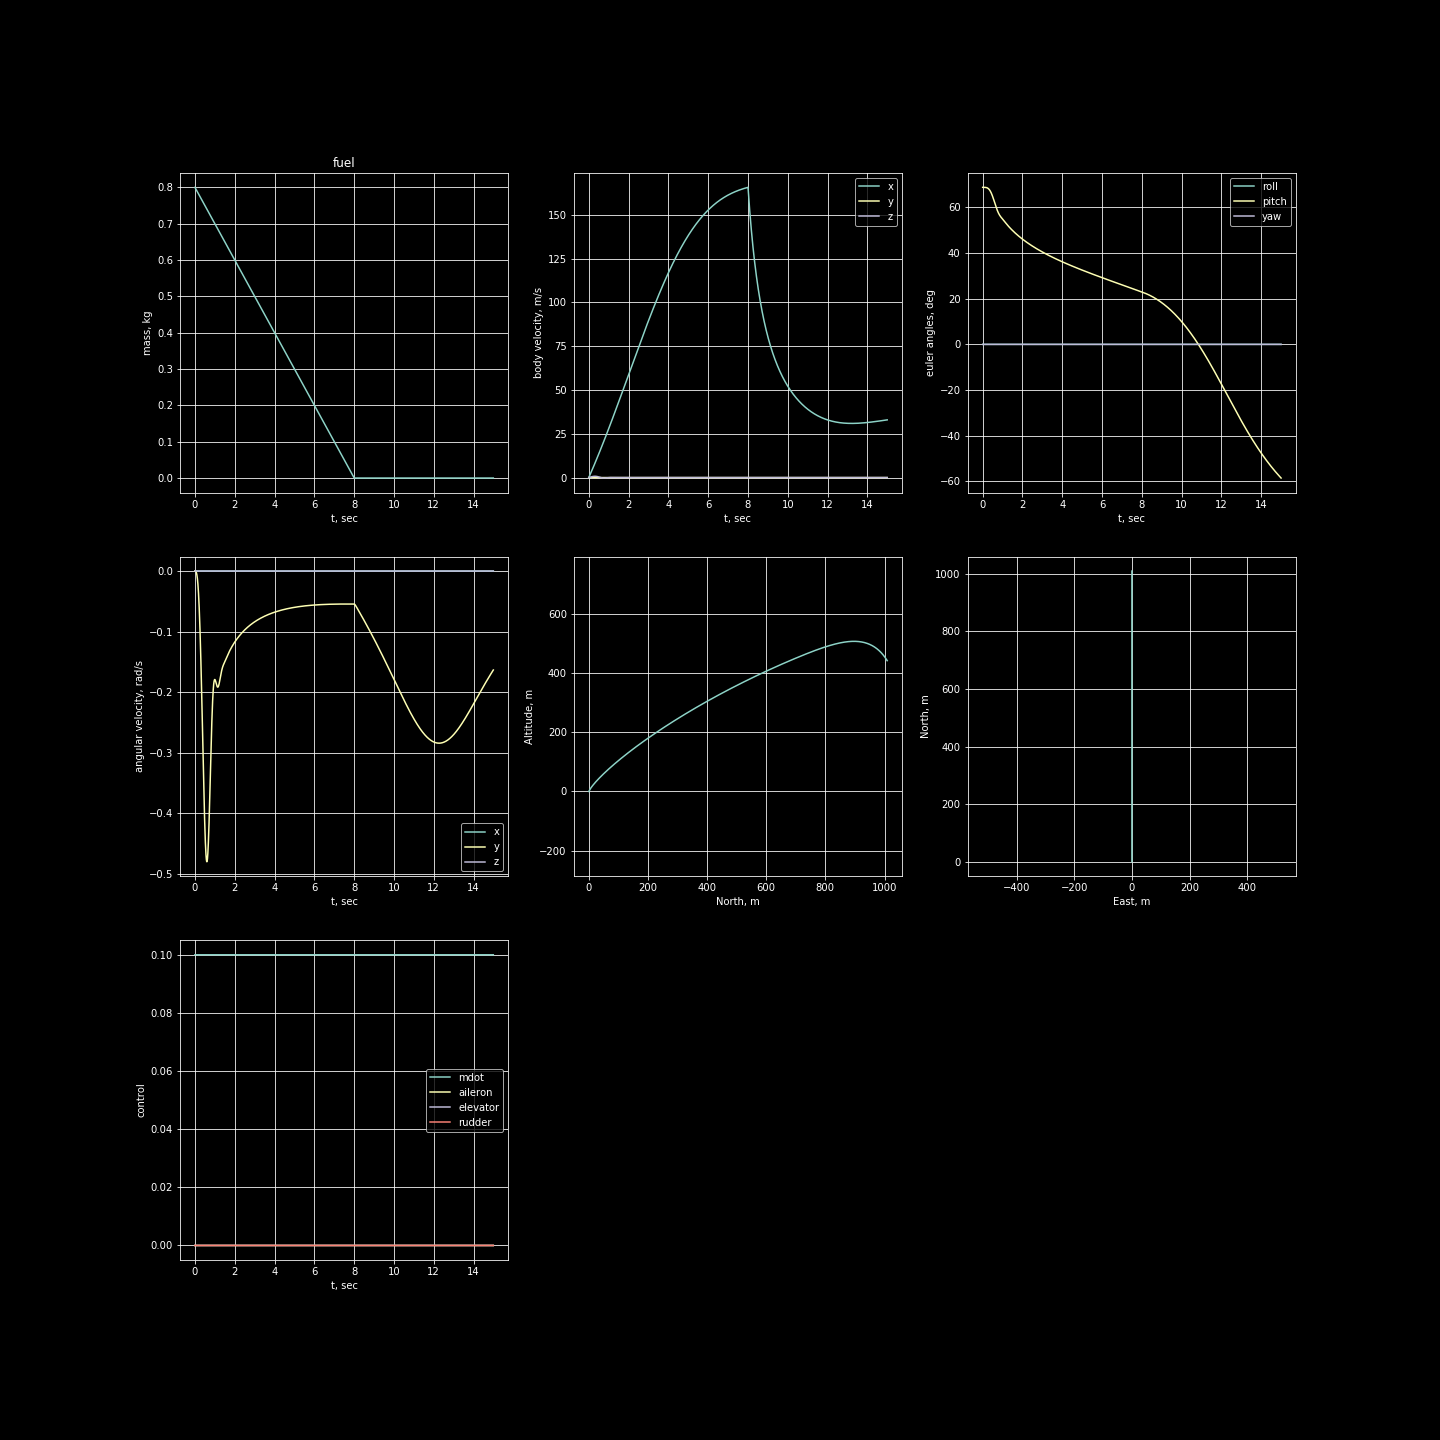 fuel
0.8
0.7
0.6
0.5
0.4
0.3
0.2
0.1
0.0
mass, kg
0 2 4 6 8 10 12 14
t, sec
150
125
100
75
50
25
0
body velocity, m/s
x
y
z
0 2 4 6 8 10 12 14
t, sec
60
40
20
0
−20
−40
−60
euler angles, deg
roll
pitch
yaw
0 2 4 6 8 10 12 14
t, sec
0.0
−0.1
−0.2
−0.3
−0.4
−0.5
angular velocity, rad/s
x
y
z
0 2 4 6 8 10 12 14
t, sec
600
400
200
0
−200
Altitude, m
0 200 400 600 800 1000
North, m
1000
800
600
400
200
0
North, m
−400 −200 0 200 400
East, m
0.10
0.08
0.06
0.04
0.02
0.00
control
mdot
aileron
elevator
rudder
0 2 4 6 8 10 12 14
t, sec